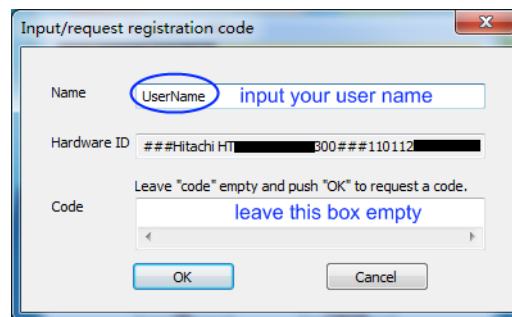 Input/request registration code
Name UserName input your user name
Hardware ID ###Hitachi HT 300###110112
Leave "code" empty and push "OK" to request a code.
Code leave this box empty
OK Cancel